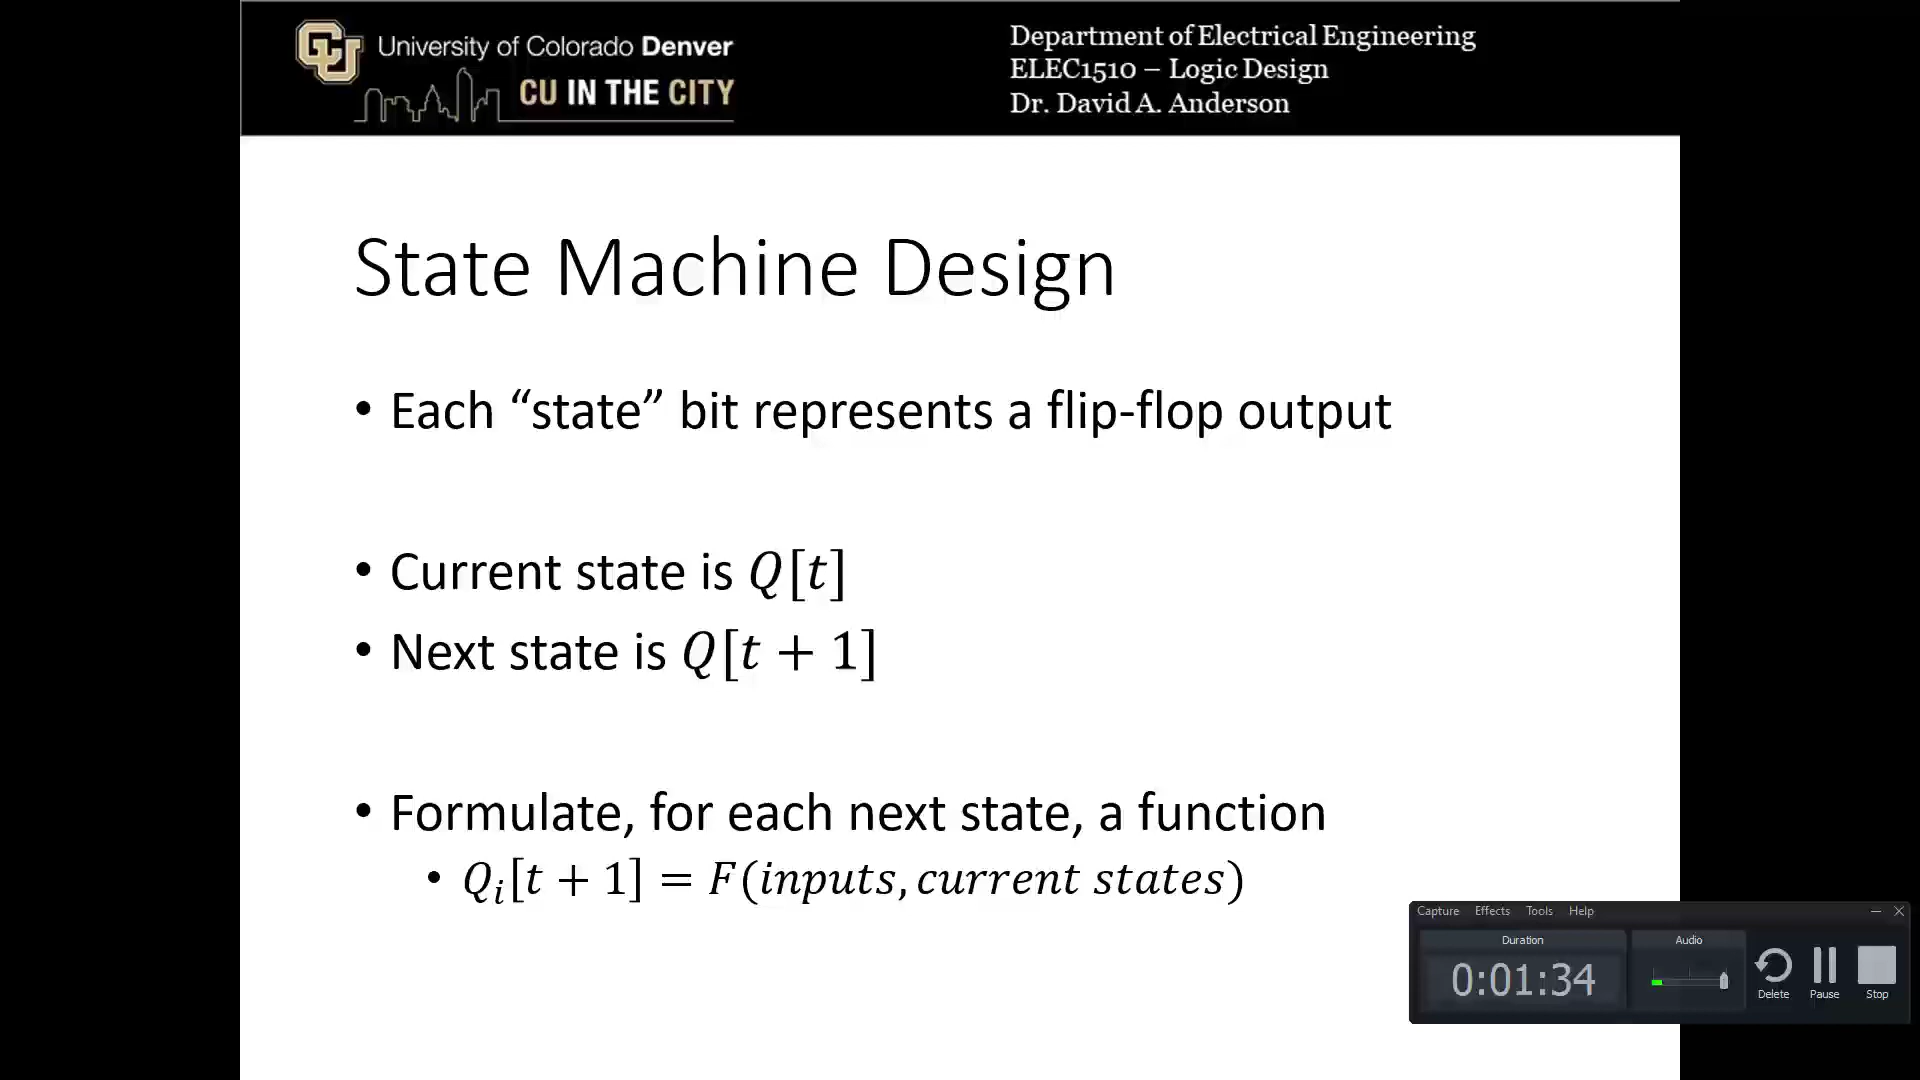 University of Colorado Denver
CU IN THE CITY
Department of Electrical Engineering
ELEC1510 – Logic Design
Dr. David A. Anderson
State Machine Design
• Each “state” bit represents a flip-flop output
• Current state is Q[t]
• Next state is Q[t + 1]
• Formulate, for each next state, a function
• Qᵢ[t + 1] = F(inputs, current states)
Capture Effects Tools Help
Duration
Audio
0:01:34
Delete Pause Stop